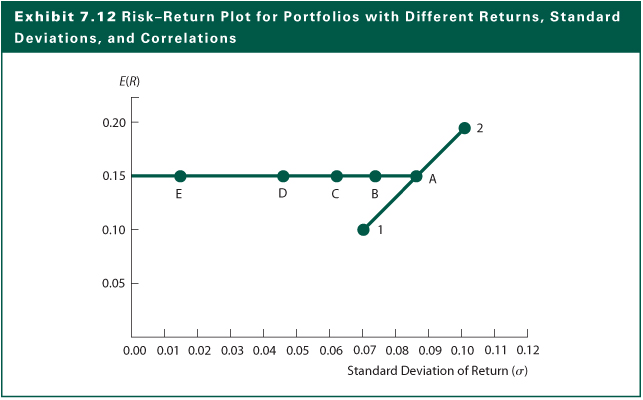 Exhibit 7.12 Risk–Return Plot for Portfolios with Different Returns, Standard
Deviations, and Correlations
E(R)
0.20
2
0.15
E
D
C
B
A
0.10
1
0.05
0.00 0.01 0.02 0.03 0.04 0.05 0.06 0.07 0.08 0.09 0.10 0.11 0.12
Standard Deviation of Return (σ)